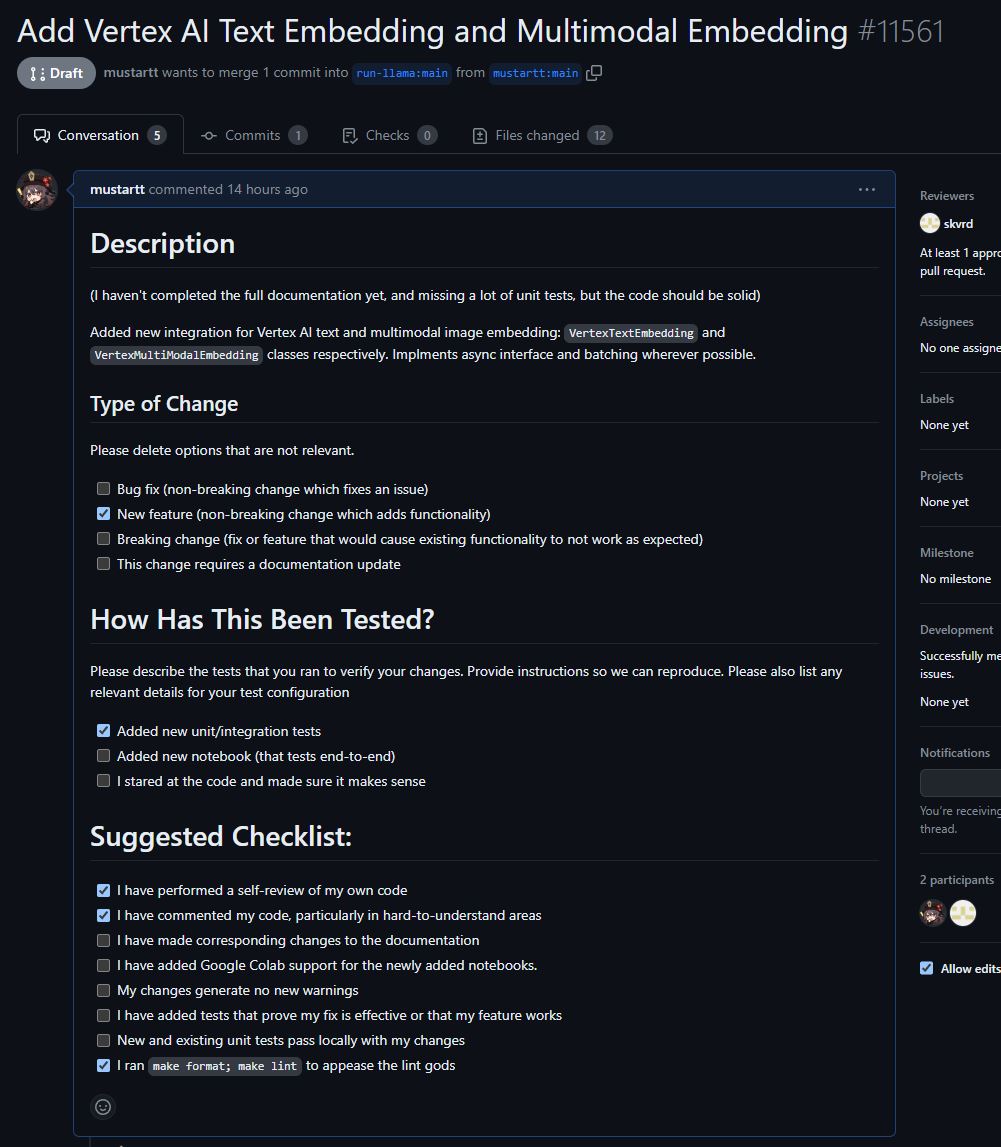 Add Vertex AI Text Embedding and Multimodal Embedding #11561
Draft mustartt wants to merge 1 commit into run-llama:main from mustartt:main
Conversation 5 Commits 1 Checks 0 Files changed 12
mustartt commented 14 hours ago
Description
(I haven't completed the full documentation yet, and missing a lot of unit tests, but the code should be solid)
Added new integration for Vertex AI text and multimodal image embedding: VertexTextEmbedding and
VertexMultiModalEmbedding classes respectively. Implments async interface and batching wherever possible.
Type of Change
Please delete options that are not relevant.
Bug fix (non-breaking change which fixes an issue)
New feature (non-breaking change which adds functionality)
Breaking change (fix or feature that would cause existing functionality to not work as expected)
This change requires a documentation update
How Has This Been Tested?
Please describe the tests that you ran to verify your changes. Provide instructions so we can reproduce. Please also list any
relevant details for your test configuration
Added new unit/integration tests
Added new notebook (that tests end-to-end)
I stared at the code and made sure it makes sense
Suggested Checklist:
I have performed a self-review of my own code
I have commented my code, particularly in hard-to-understand areas
I have made corresponding changes to the documentation
I have added Google Colab support for the newly added notebooks.
My changes generate no new warnings
I have added tests that prove my fix is effective or that my feature works
New and existing unit tests pass locally with my changes
I ran make format; make lint to appease the lint gods
Reviewers
skvrd
At least 1 appro
pull request.
Assignees
No one assigne
Labels
None yet
Projects
None yet
Milestone
No milestone
Development
Successfully me
issues.
None yet
Notifications
You're receiving
thread.
2 participants
Allow edits